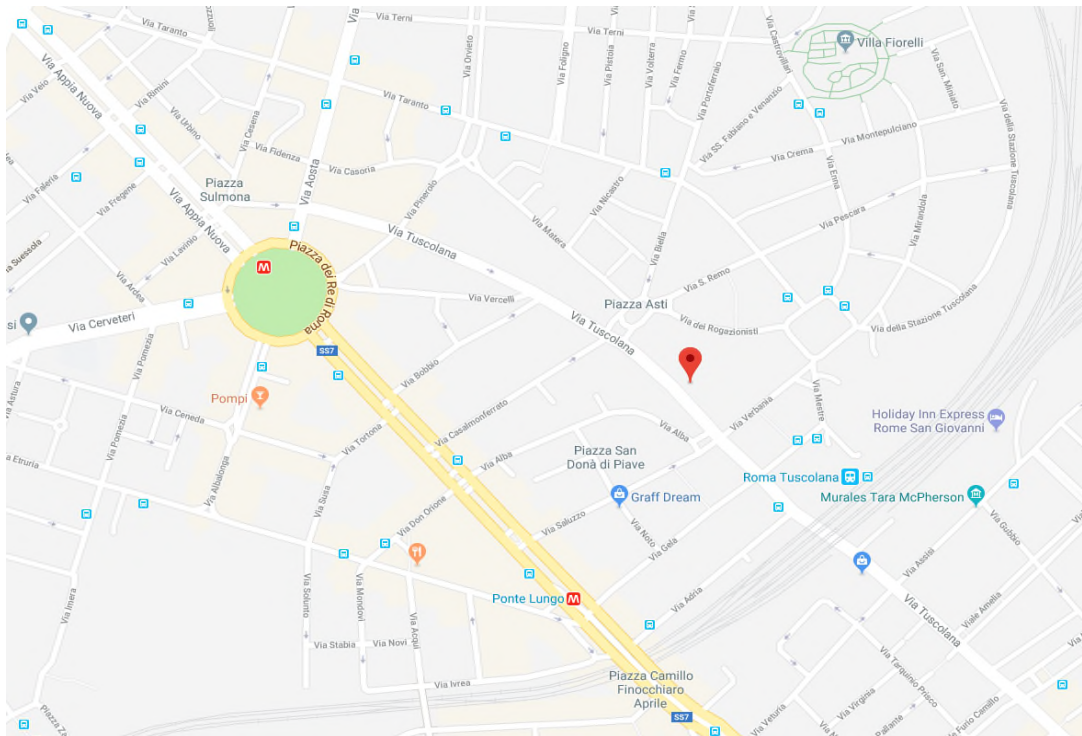 Via Terni
Via Terni
Via Taranto
Via Appia Nuova
Via Veio
Via Rimini
Via Urbino
Via Cesena
Via Fidenza
Via Casoria
Via Aosta
Via Orvieto
Via Taranto
Via Foligno
Via Pistoia
Via Volterra
Via Fermo
Via Portoferraio
Via Castrovillari
Villa Fiorelli
Via San. Miniato
Via SS. Fabiano e Venanzio
Via Montepulciano
Via Crema
Via della Stazione Tuscolana
Via Enna
Via Mirandola
Via Pescara
Via Faleria
Via Fregene
Piazza
Sulmona
Via Appia Nuova
Via Lavinio
Via Ardea
Via Pinerolo
Via Tuscolana
Via Matera
Via Nicastro
Via Biella
Via S. Remo
Piazza dei Re di Roma
Via Vercelli
Piazza Asti
Via Tuscolana
Via dei Rogazionisti
Via della Stazione Tuscolana
Via Cerveteri
Via Pomezia
SS7
Via Bobbio
Via Astura
Pompi
Via Ceneda
Via Pomezia
Via Albalonga
Via Tortona
Via Casalmonferrato
Via Verbania
Via Mestre
Via Alba
Via Alba
Holiday Inn Express
Rome San Giovanni
Piazza San
Donà di Piave
Roma Tuscolana
Graff Dream
Murales Tara McPherson
Via Susa
Via Don Orione
Via Saluzzo
Via Noto
Via Gela
Via Gubbio
Via Assisi
Via Imera
Via Solunto
Via Mondovì
Via Acqui
Ponte Lungo
Via Adria
Viale Amelia
Via Tuscolana
Via Stabia
Via Novi
Via Ivrea
Piazza Camillo
Finocchiaro
Aprile
SS7
Via Tarquinio Prisco
Via Virginia
Via Veturia